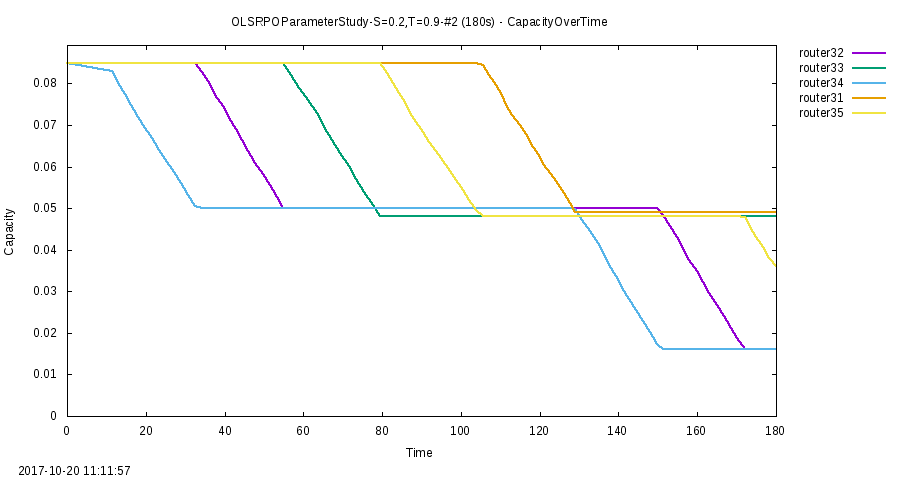 OLSRPOParameterStudy-S=0.2,T=0.9-#2 (180s) - CapacityOverTime
router32
router33
router34
router31
router35
0.08
0.07
0.06
0.05
0.04
0.03
0.02
0.01
0
Capacity
0 20 40 60 80 100 120 140 160 180
Time
2017-10-20 11:11:57